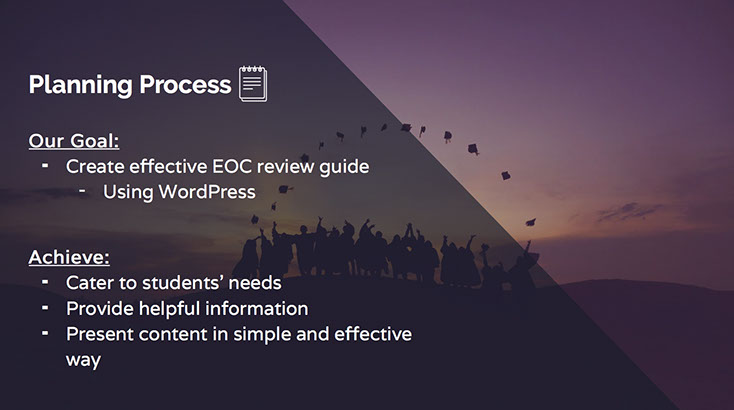 Planning Process
Our Goal:
- Create effective EOC review guide
- Using WordPress
Achieve:
- Cater to students’ needs
- Provide helpful information
- Present content in simple and effective
way